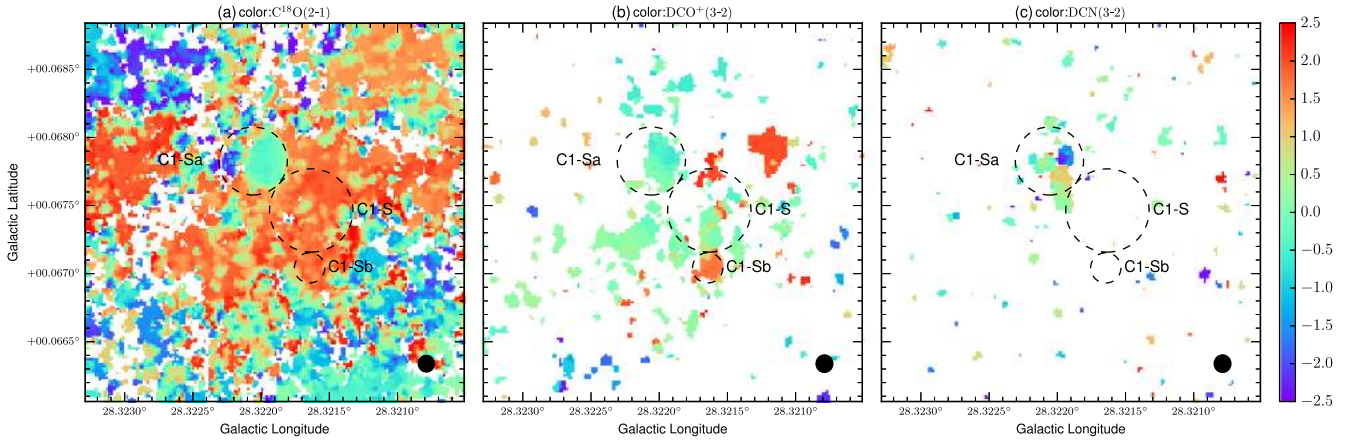 (a) color:C¹⁸O(2-1)
(b) color:DCO⁺(3-2)
(c) color:DCN(3-2)
Galactic Latitude
+00.0685°
+00.0680°
+00.0675°
+00.0670°
+00.0665°
C1-Sa
C1-S
C1-Sb
C1-Sa
C1-S
C1-Sb
C1-Sa
C1-S
C1-Sb
28.3230° 28.3225° 28.3220° 28.3215° 28.3210°
28.3230° 28.3225° 28.3220° 28.3215° 28.3210°
28.3230° 28.3225° 28.3220° 28.3215° 28.3210°
Galactic Longitude
Galactic Longitude
Galactic Longitude
2.5
2.0
1.5
1.0
0.5
0.0
−0.5
−1.0
−1.5
−2.0
−2.5